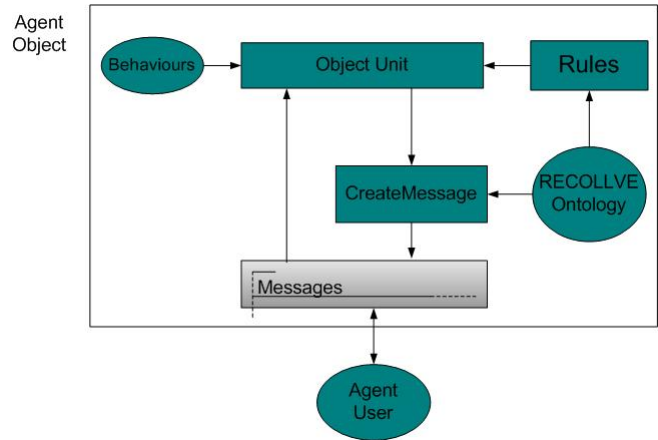 Agent
Object
Behaviours
Object Unit
Rules
CreateMessage
RECOLLVE
Ontology
Messages
Agent
User